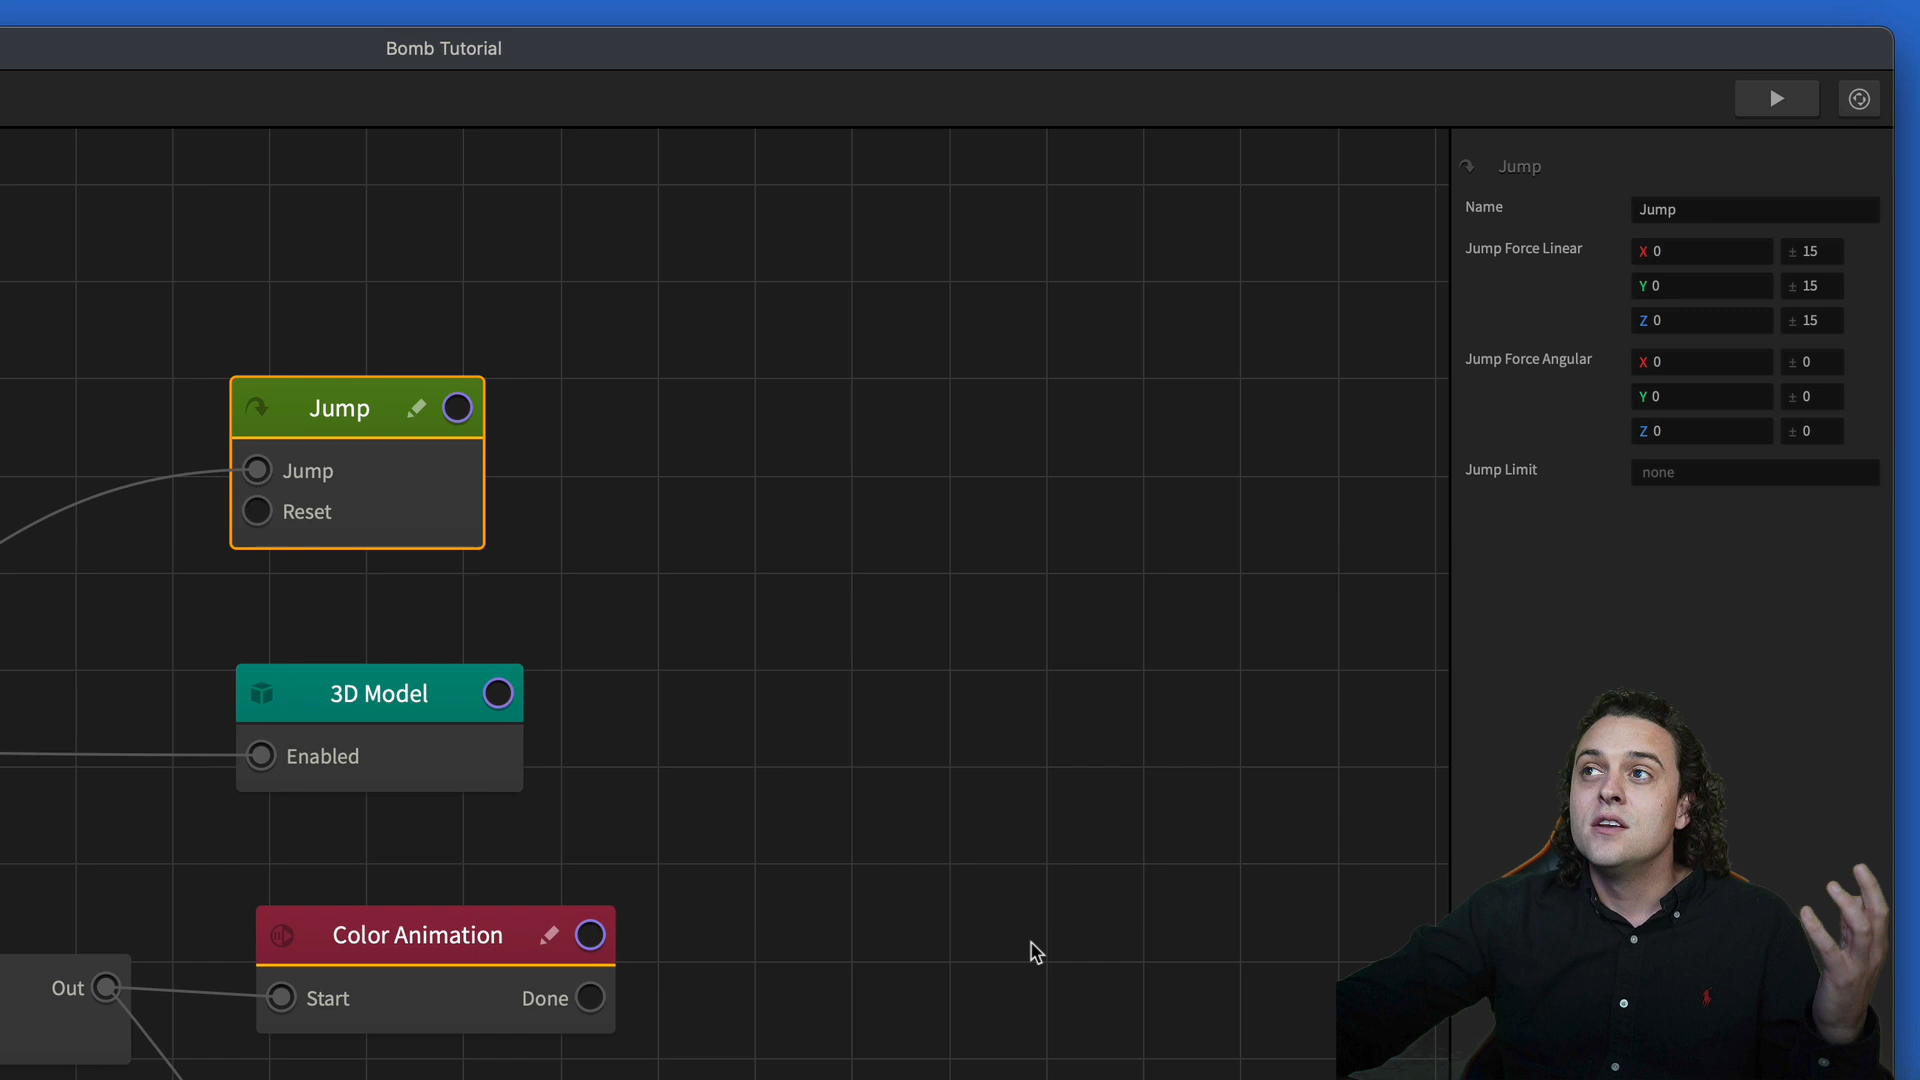 Bomb Tutorial
Jump
Name
Jump
Jump Force Linear
X 0
± 15
Y 0
± 15
Z 0
± 15
Jump Force Angular
X 0
± 0
Y 0
± 0
Z 0
± 0
Jump Limit
none
Jump
Jump
Reset
3D Model
Enabled
Color Animation
Out
Start
Done